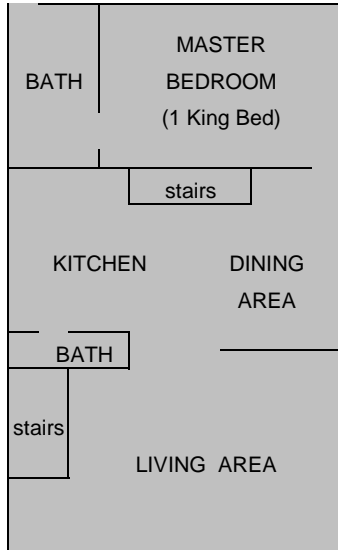 MASTER
BATH BEDROOM
(1 King Bed)
stairs
KITCHEN DINING
AREA
BATH
stairs
LIVING AREA